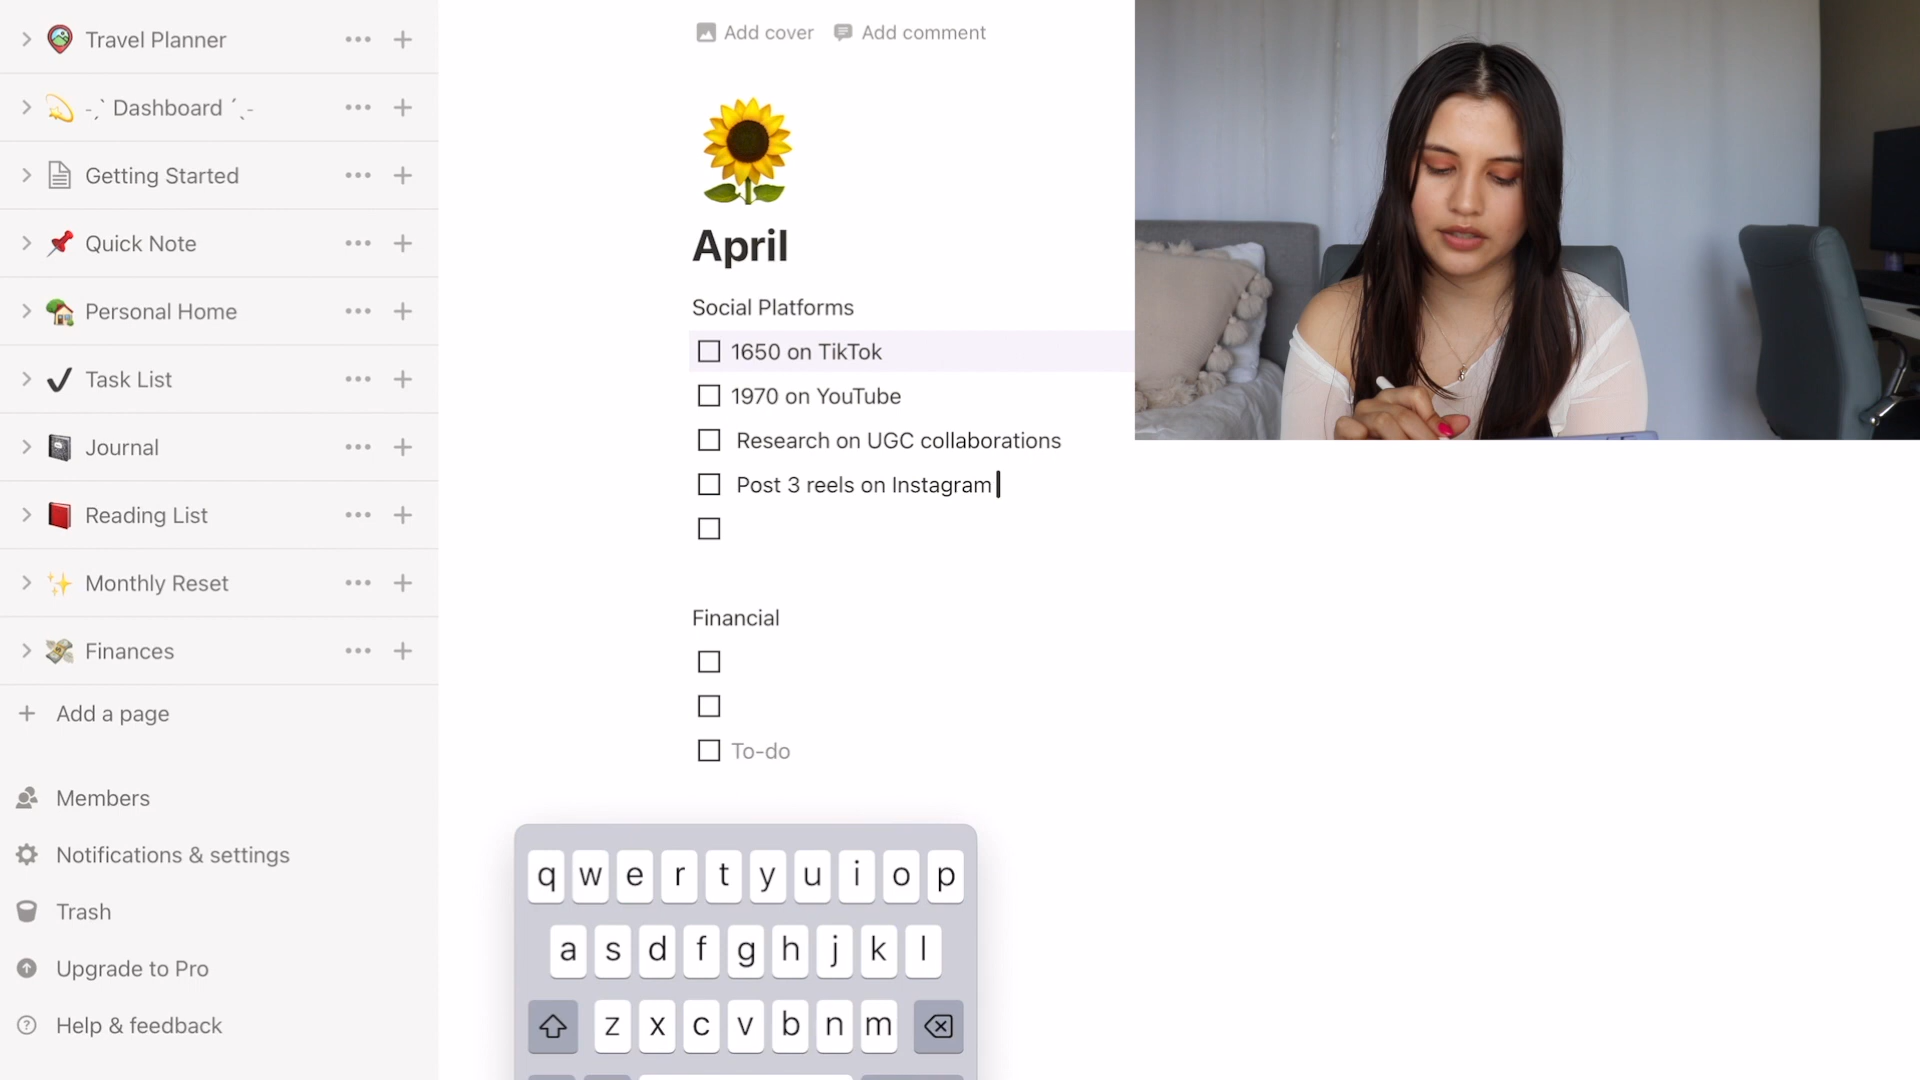 Travel Planner
Add cover
Add comment
-ˏˋ Dashboard ˊˎ-
Getting Started
Quick Note
Personal Home
Task List
Journal
Reading List
Monthly Reset
Finances
Add a page
Members
Notifications & settings
Trash
Upgrade to Pro
Help & feedback
April
Social Platforms
1650 on TikTok
1970 on YouTube
Research on UGC collaborations
Post 3 reels on Instagram
Financial
To-do
q w e r t y u i o p
a s d f g h j k l
z x c v b n m